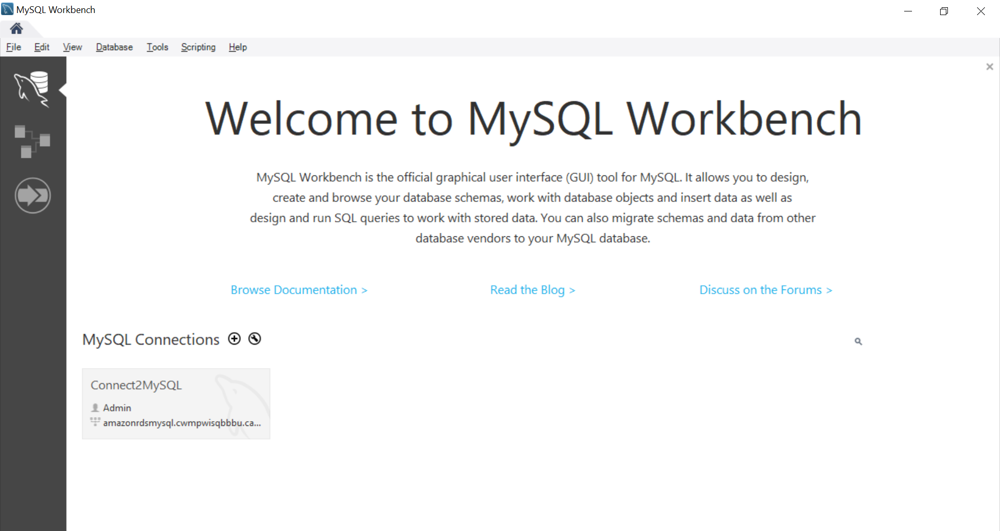 MySQL Workbench
File Edit View Database Tools Scripting Help
Welcome to MySQL Workbench
MySQL Workbench is the official graphical user interface (GUI) tool for MySQL. It allows you to design,
create and browse your database schemas, work with database objects and insert data as well as
design and run SQL queries to work with stored data. You can also migrate schemas and data from other
database vendors to your MySQL database.
Browse Documentation > Read the Blog > Discuss on the Forums >
MySQL Connections
Connect2MySQL
Admin
amazonrdsmysql.cwmpwisqbbbu.ca...